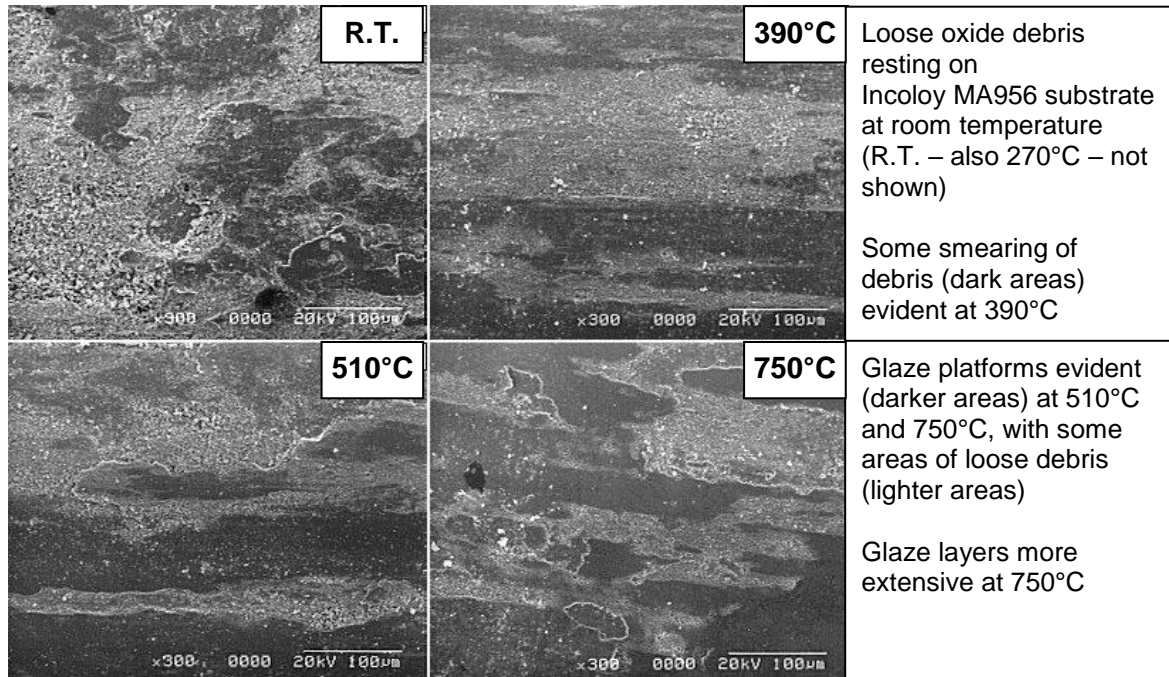 R.T.
390°C
Loose oxide debris
resting on
Incoloy MA956 substrate
at room temperature
(R.T. – also 270°C – not
shown)
Some smearing of
debris (dark areas)
evident at 390°C
x300 0000 20kV 100µm
x300 0000 20kV 100µm
510°C
750°C
Glaze platforms evident
(darker areas) at 510°C
and 750°C, with some
areas of loose debris
(lighter areas)
Glaze layers more
extensive at 750°C
x300 0000 20kV 100µm
x300 0000 20kV 100µm